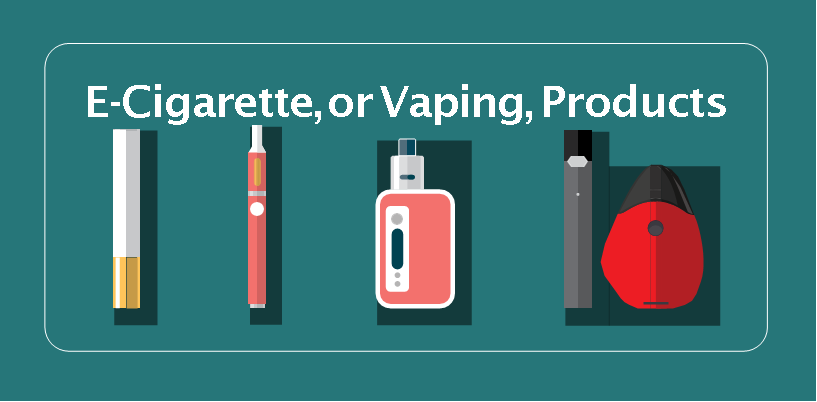 E-Cigarette, or Vaping, Products